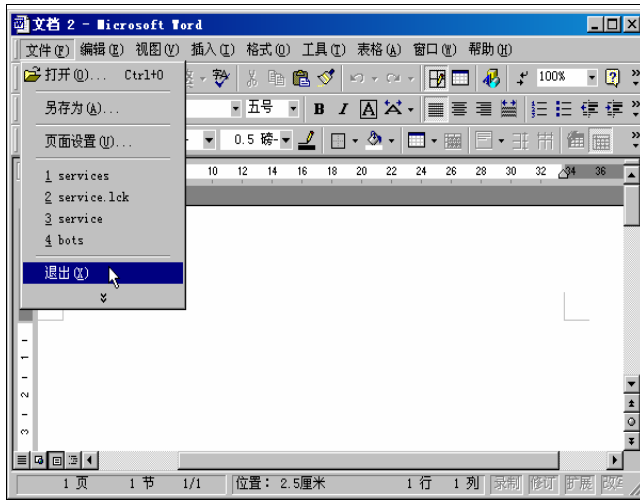 文档 2 - Microsoft Word
文件(F) 编辑(E) 视图(V) 插入(I) 格式(O) 工具(T) 表格(A) 窗口(W) 帮助(H)
打开(O)... Ctrl+O
100%
另存为(A)...
五号 B I A
页面设置(U)...
0.5 磅
10 12 14 16 18 20 22 24 26 28 30 32 34 36
1 services
2 service.lck
3 service
4 bots
退出(X)
1
2
3
1 页 1 节 1/1 位置: 2.5厘米 1 行 1 列 录制 修订 扩展